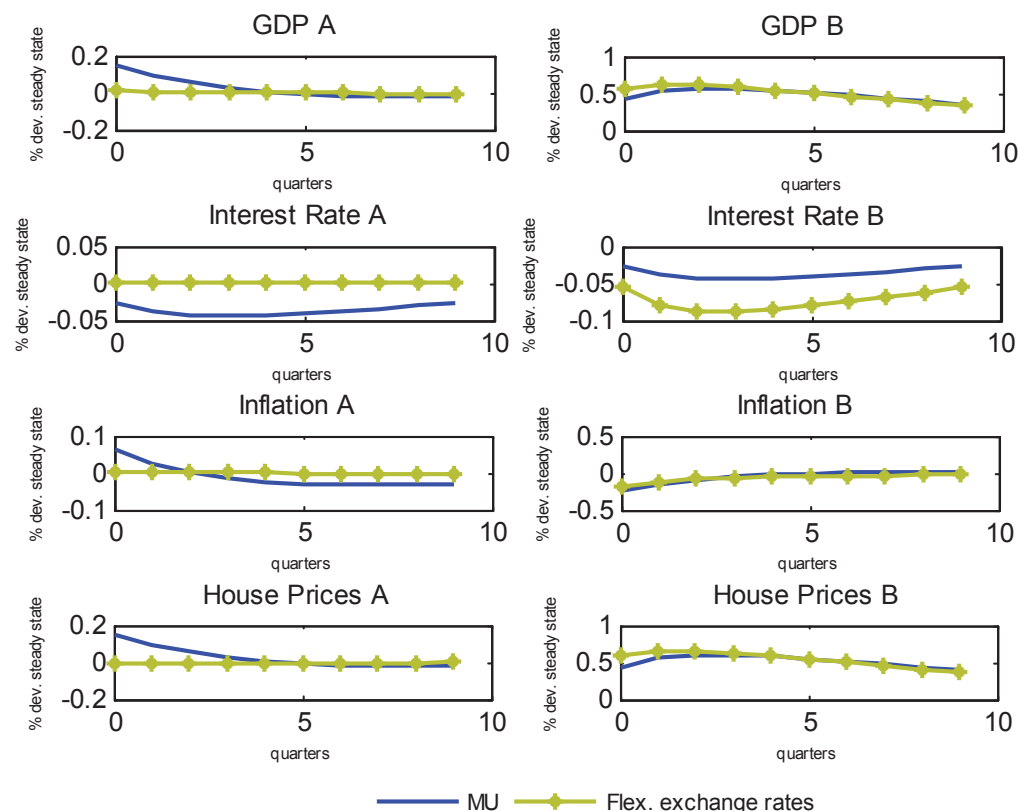 GDP A
% dev. steady state
0.2
0
-0.2
0
5
10
quarters
GDP B
% dev. steady state
1
0.5
0
0
5
10
quarters
Interest Rate A
% dev. steady state
0.05
0
-0.05
0
5
10
quarters
Interest Rate B
% dev. steady state
0
-0.05
-0.1
0
5
10
quarters
Inflation A
% dev. steady state
0.1
0
-0.1
0
5
10
quarters
Inflation B
% dev. steady state
0.5
0
-0.5
0
5
10
quarters
House Prices A
% dev. steady state
0.2
0
-0.2
0
5
10
quarters
House Prices B
% dev. steady state
1
0.5
0
0
5
10
quarters
MU
Flex. exchange rates